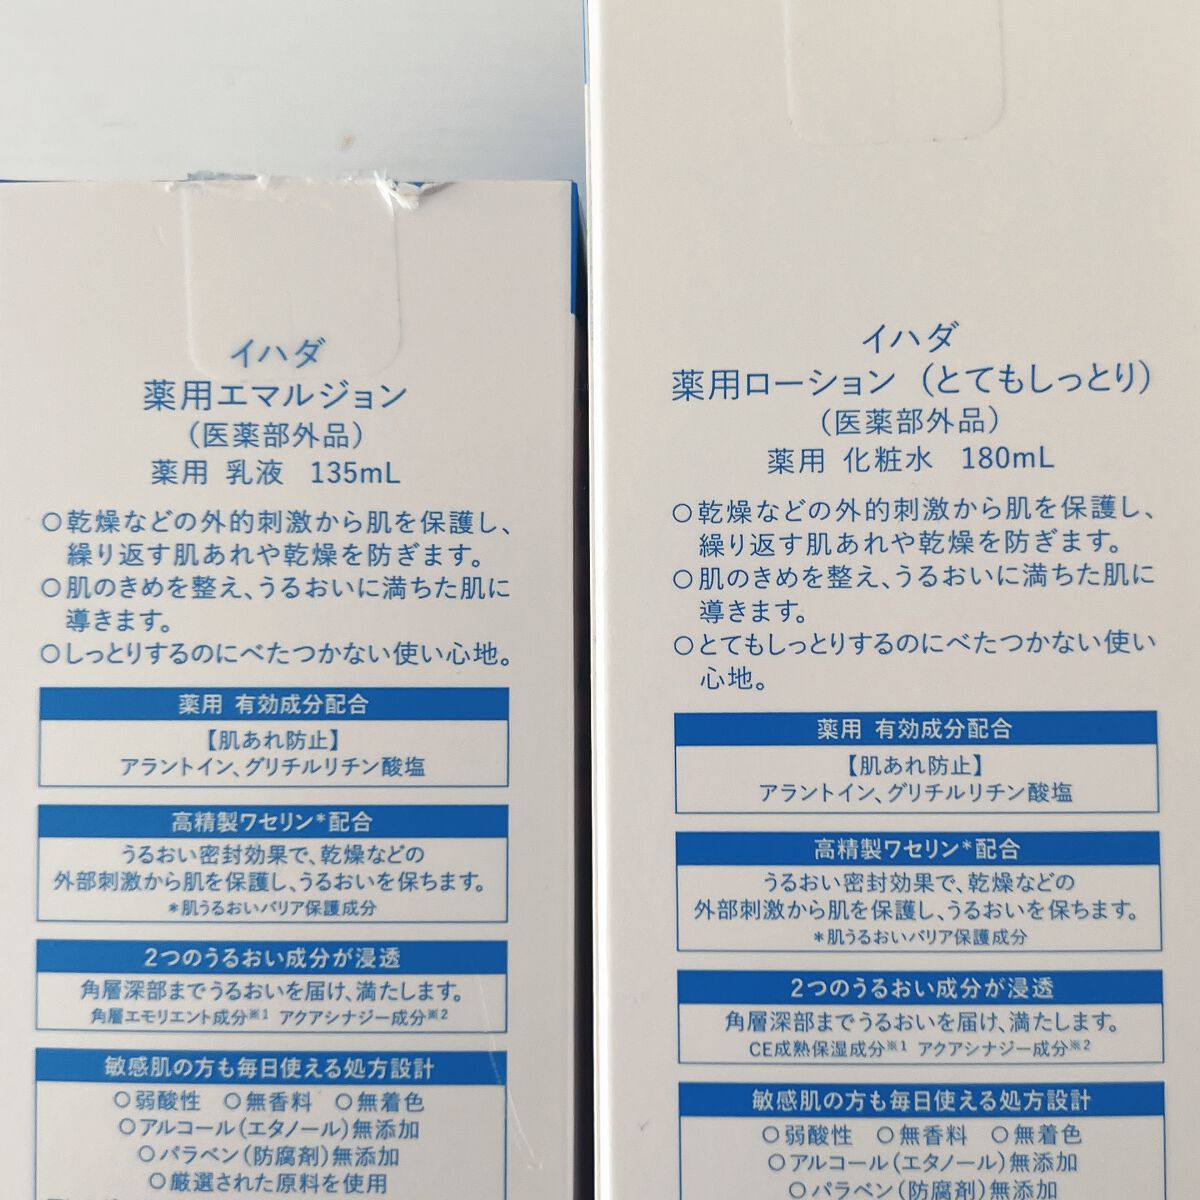 イハダ
薬用エマルジョン
（医薬部外品）
薬用 乳液 135mL
○乾燥などの外的刺激から肌を保護し、
繰り返す肌あれや乾燥を防ぎます。
○肌のきめを整え、うるおいに満ちた肌に
導きます。
○しっとりするのにべたつかない使い心地。
薬用 有効成分配合
【肌あれ防止】
アラントイン、グリチルリチン酸塩
高精製ワセリン*配合
うるおい密封効果で、乾燥などの
外部刺激から肌を保護し、うるおいを保ちます。
*肌うるおいバリア保護成分
2つのうるおい成分が浸透
角層深部までうるおいを届け、満たします。
角層エモリエント成分※1 アクアシナジー成分※2
敏感肌の方も毎日使える処方設計
○弱酸性 ○無香料 ○無着色
○アルコール（エタノール）無添加
○パラベン（防腐剤）無添加
○厳選された原料を使用
イハダ
薬用ローション（とてもしっとり）
（医薬部外品）
薬用 化粧水 180mL
○乾燥などの外的刺激から肌を保護し、
繰り返す肌あれや乾燥を防ぎます。
○肌のきめを整え、うるおいに満ちた肌に
導きます。
○とてもしっとりするのにべたつかない使い
心地。
薬用 有効成分配合
【肌あれ防止】
アラントイン、グリチルリチン酸塩
高精製ワセリン*配合
うるおい密封効果で、乾燥などの
外部刺激から肌を保護し、うるおいを保ちます。
*肌うるおいバリア保護成分
2つのうるおい成分が浸透
角層深部までうるおいを届け、満たします。
CE成熟保湿成分※1 アクアシナジー成分※2
敏感肌の方も毎日使える処方設計
○弱酸性 ○無香料 ○無着色
○アルコール（エタノール）無添加
○パラベン（防腐剤）無添加